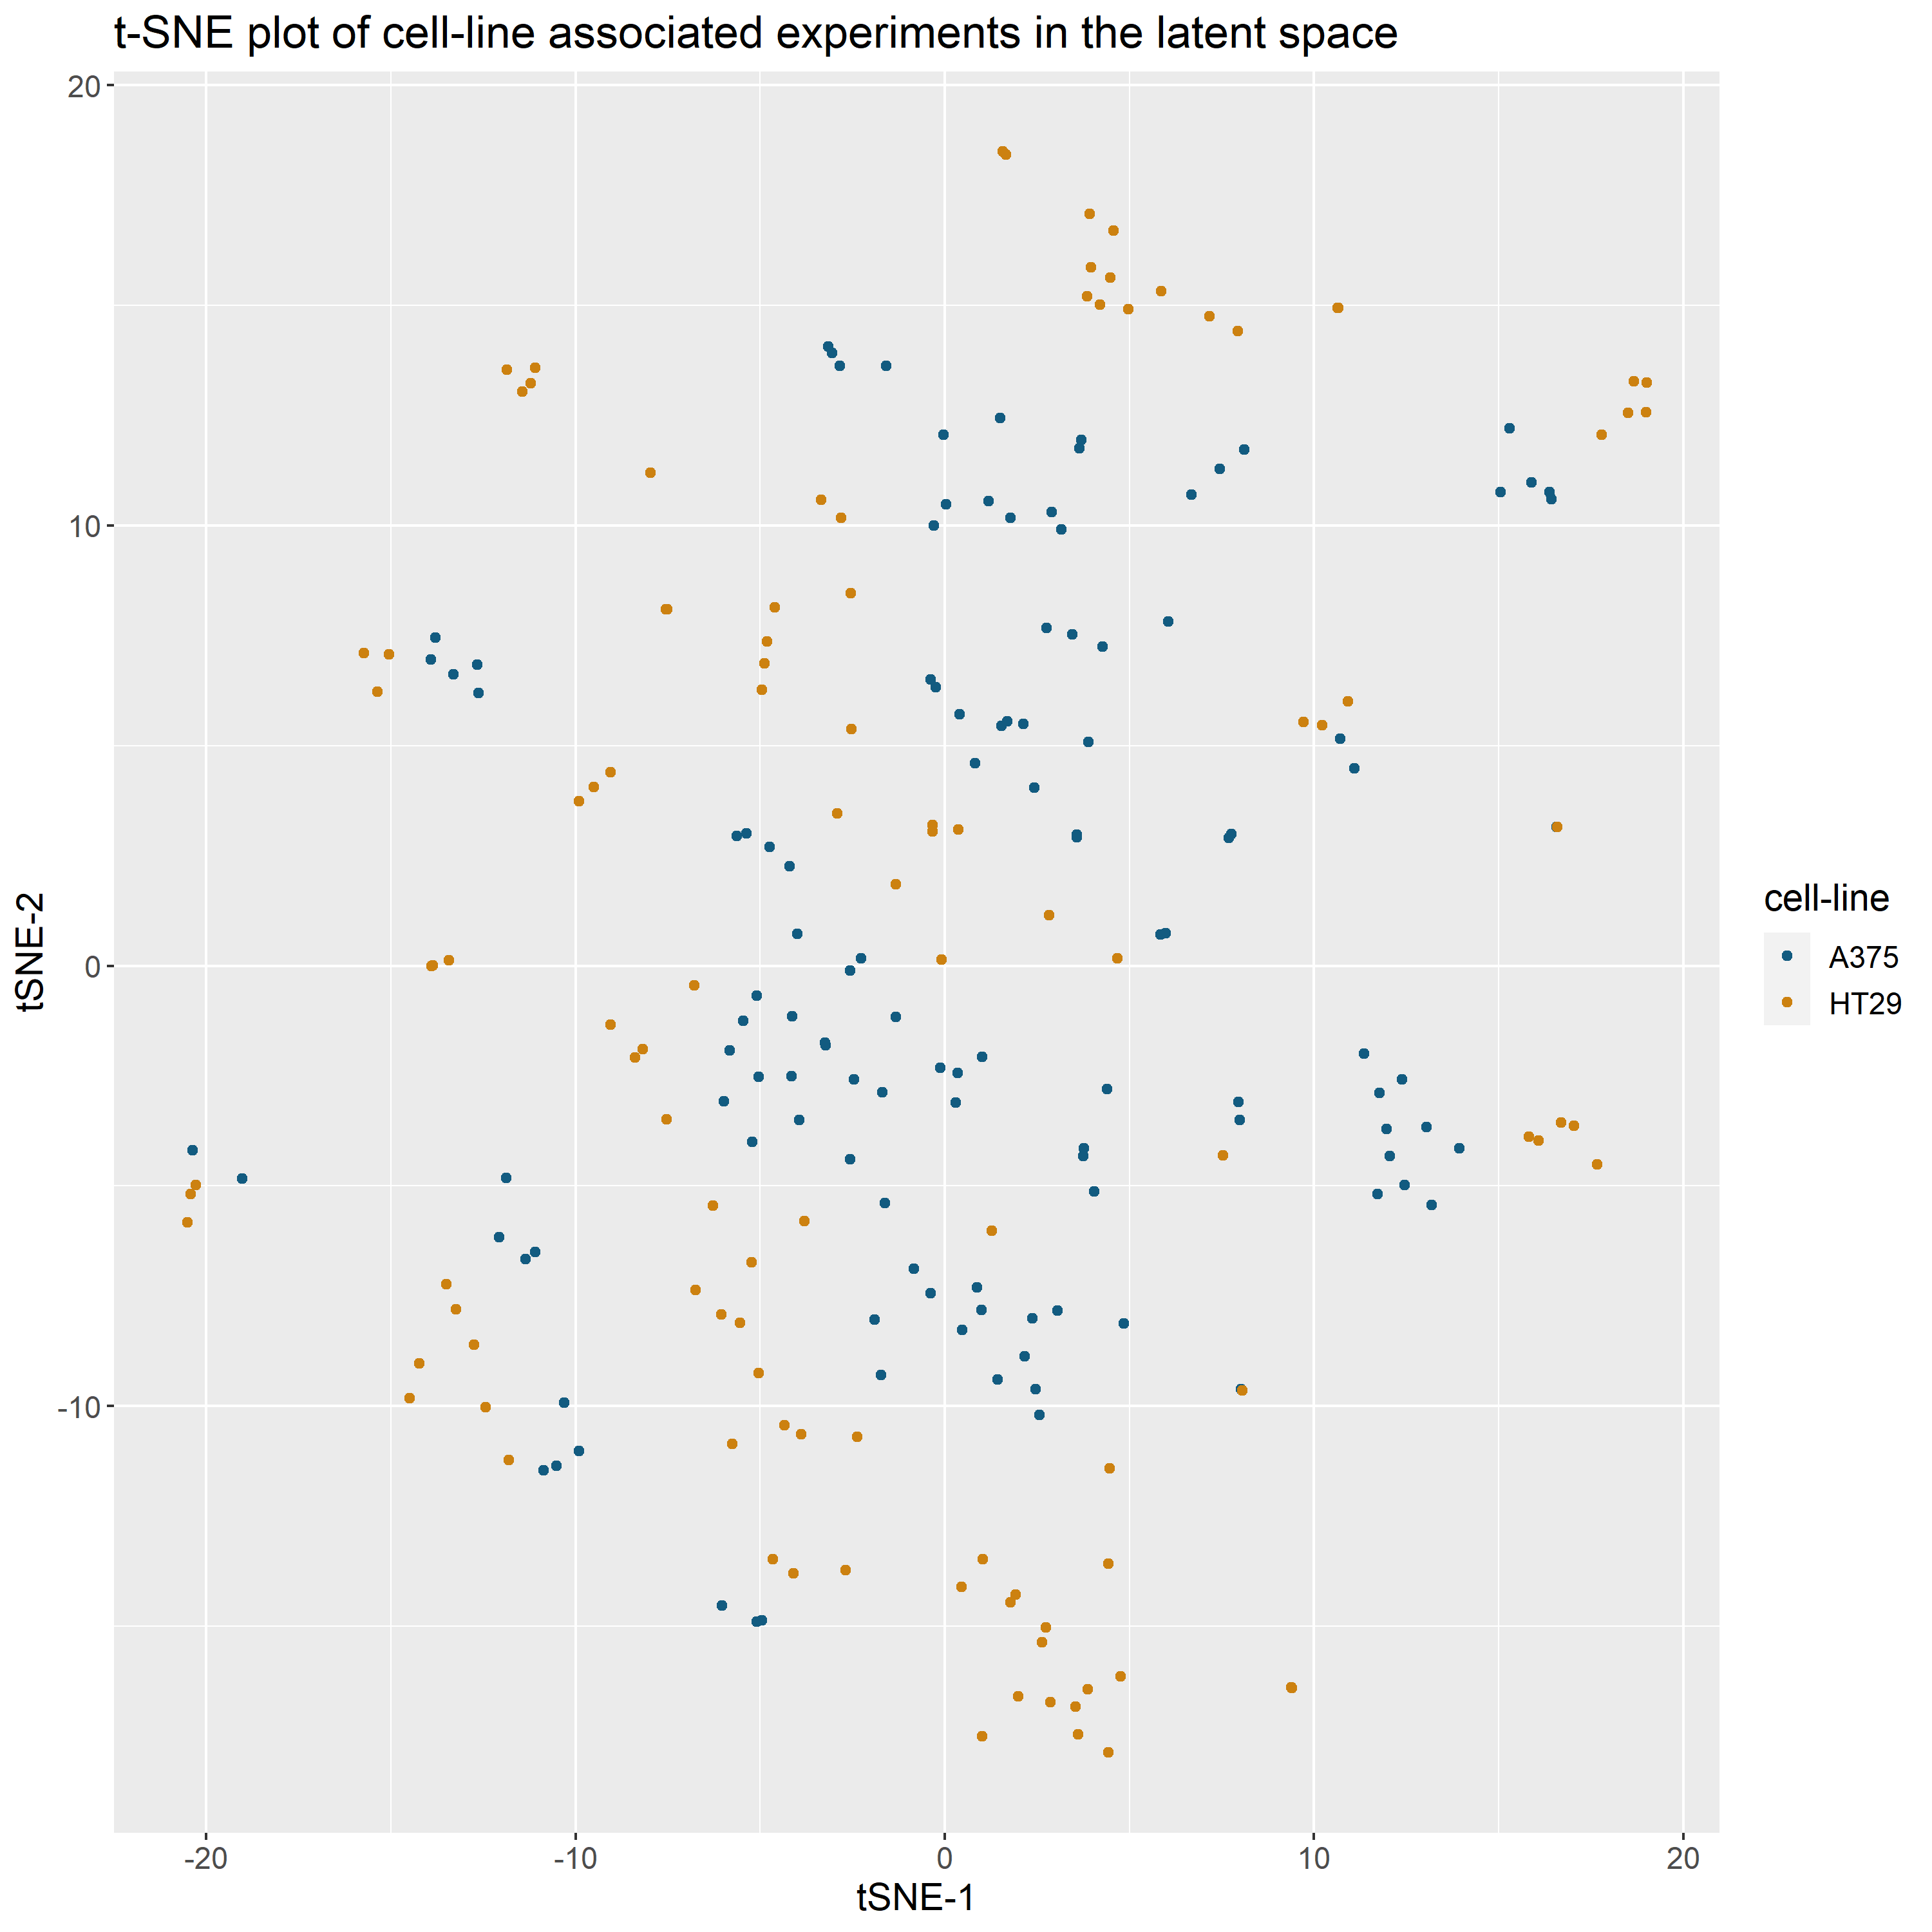 t-SNE plot of cell-line associated experiments in the latent space
20
10
0
-10
tSNE-2
-20
-10
0
10
20
tSNE-1
cell-line
A375
HT29